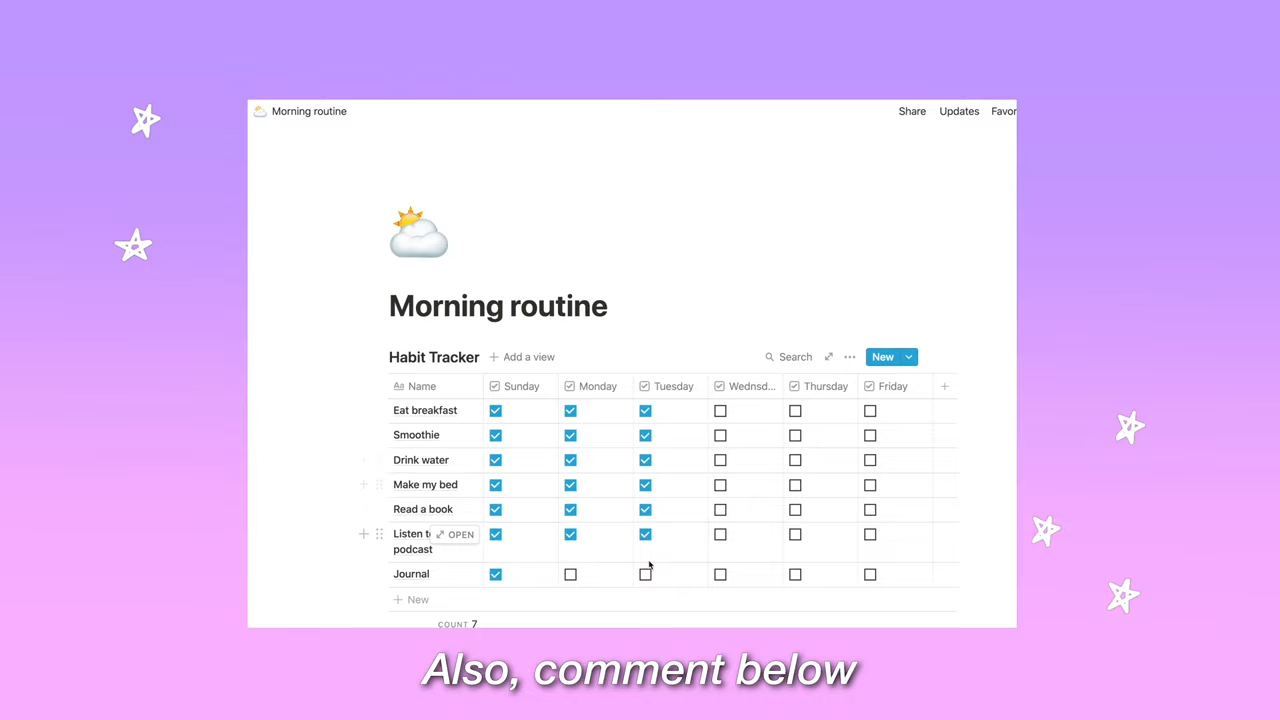 Morning routine
Share Updates Favor
Morning routine
Habit Tracker + Add a view Search New
Aa Name Sunday Monday Tuesday Wednsd... Thursday Friday +
Eat breakfast
Smoothie
Drink water
Make my bed
Read a book
Listen t OPEN
podcast
Journal
+ New
COUNT 7
Also, comment below